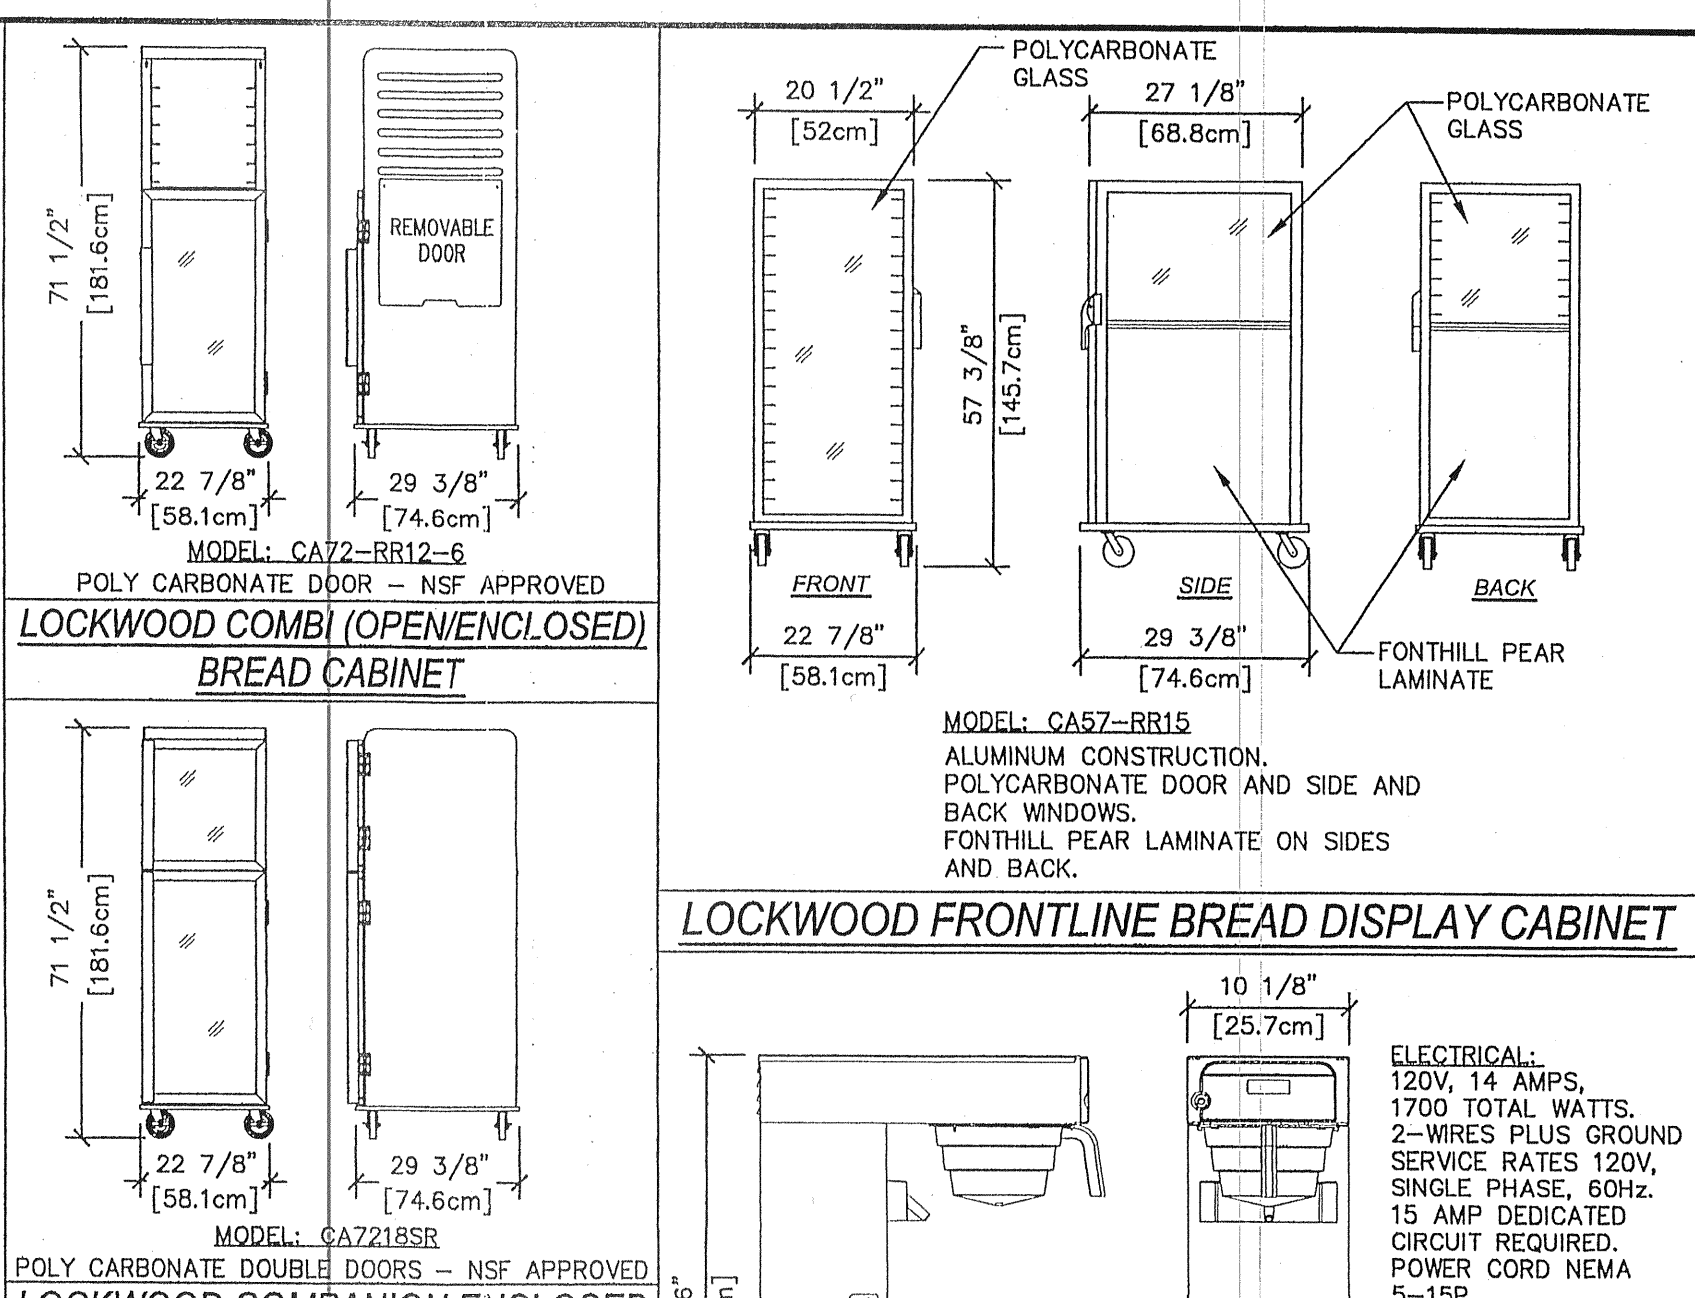 71 1/2"
[181.6cm]
REMOVABLE
DOOR
22 7/8"
[58.1cm]
29 3/8"
[74.6cm]
MODEL: CA72-RR12-6
POLY CARBONATE DOOR - NSF APPROVED
LOCKWOOD COMBI (OPEN/ENCLOSED)
BREAD CABINET
71 1/2"
[181.6cm]
22 7/8"
[58.1cm]
29 3/8"
[74.6cm]
MODEL: CA7218SR
POLY CARBONATE DOUBLE DOORS - NSF APPROVED
LOCKWOOD COMPANION ENCLOSED
POLYCARBONATE
GLASS
20 1/2"
[52cm]
27 1/8"
[68.8cm]
POLYCARBONATE
GLASS
57 3/8"
[145.7cm]
FRONT
SIDE
BACK
22 7/8"
[58.1cm]
29 3/8"
[74.6cm]
FONTHILL PEAR
LAMINATE
MODEL: CA57-RR15
ALUMINUM CONSTRUCTION.
POLYCARBONATE DOOR AND SIDE AND
BACK WINDOWS.
FONTHILL PEAR LAMINATE ON SIDES
AND BACK.
LOCKWOOD FRONTLINE BREAD DISPLAY CABINET
10 1/8"
[25.7cm]
ELECTRICAL:
120V, 14 AMPS,
1700 TOTAL WATTS.
2-WIRES PLUS GROUND
SERVICE RATES 120V,
SINGLE PHASE, 60Hz.
15 AMP DEDICATED
CIRCUIT REQUIRED.
POWER CORD NEMA
5-15P